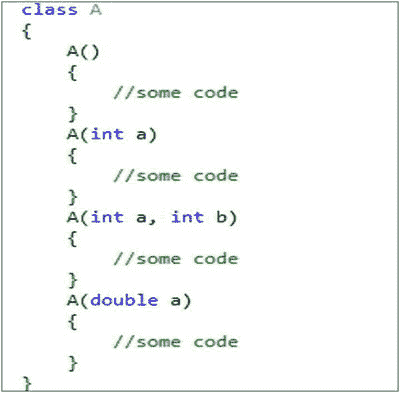 class A
{
    A()
    {
        //some code
    }
    A(int a)
    {
        //some code
    }
    A(int a, int b)
    {
        //some code
    }
    A(double a)
    {
        //some code
    }
}